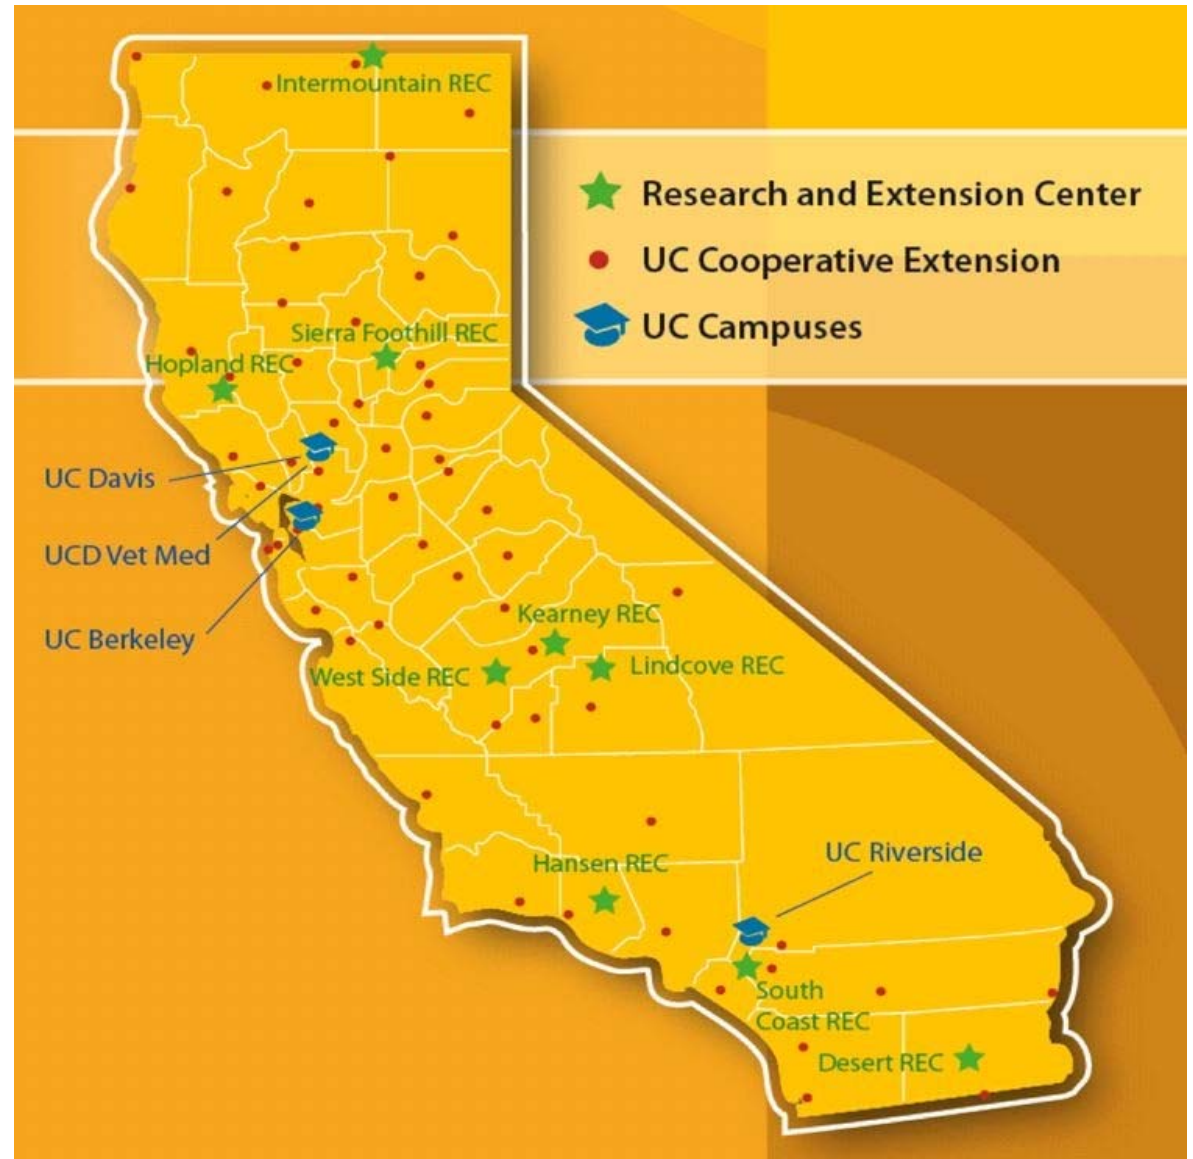 Intermountain REC
Research and Extension Center
UC Cooperative Extension
UC Campuses
Sierra Foothill REC
Hopland REC
UC Davis
UCD Vet Med
UC Berkeley
Kearney REC
Lindcove REC
West Side REC
Hansen REC
UC Riverside
South
Coast REC
Desert REC